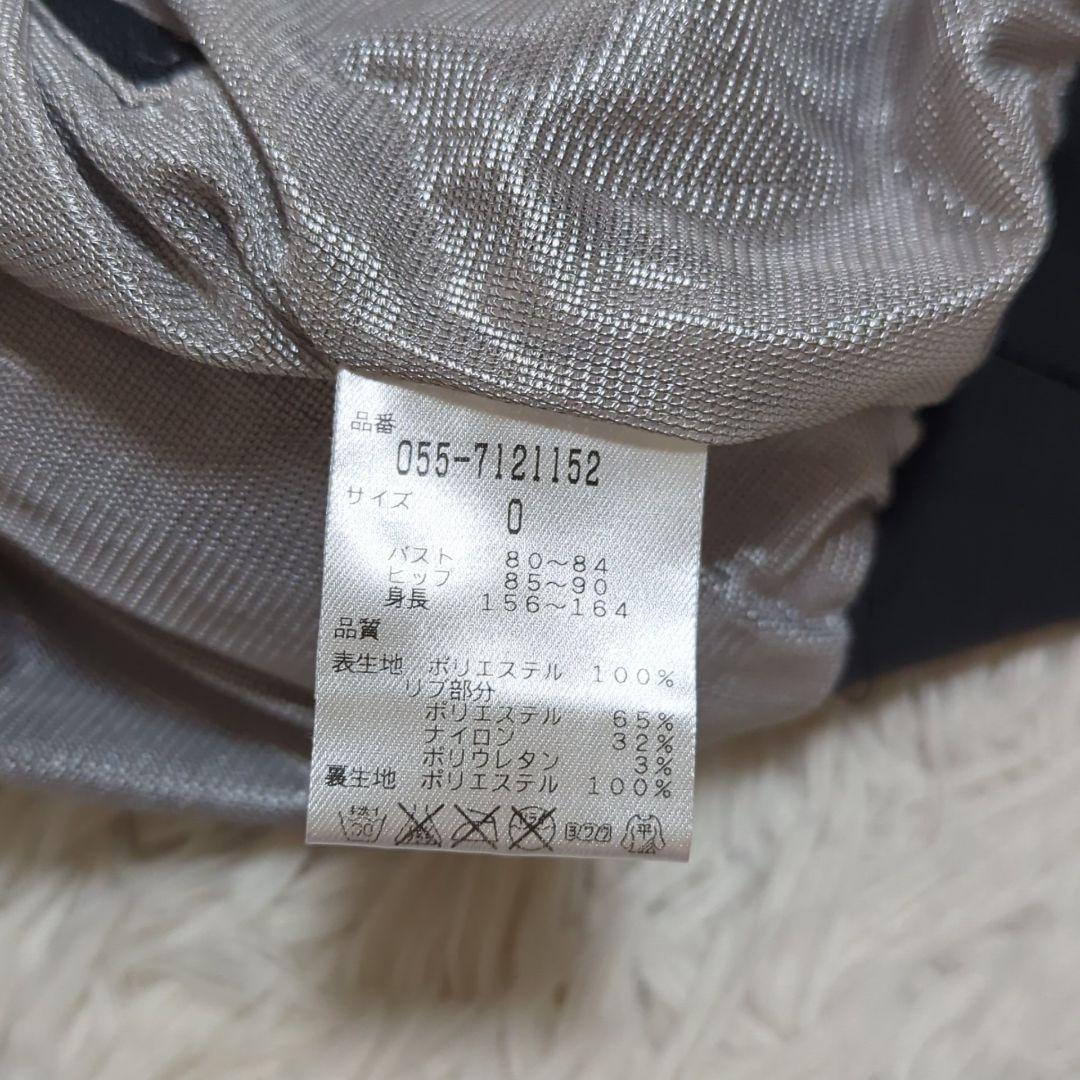 品番
055-7121152
サイズ 0
バスト 80~84
ヒップ 85~90
身長 156~164
品質
表生地 ポリエステル 100%
リブ部分
ポリエステル 65%
ナイロン 32%
ポリウレタン 3%
裏生地 ポリエステル 100%
平